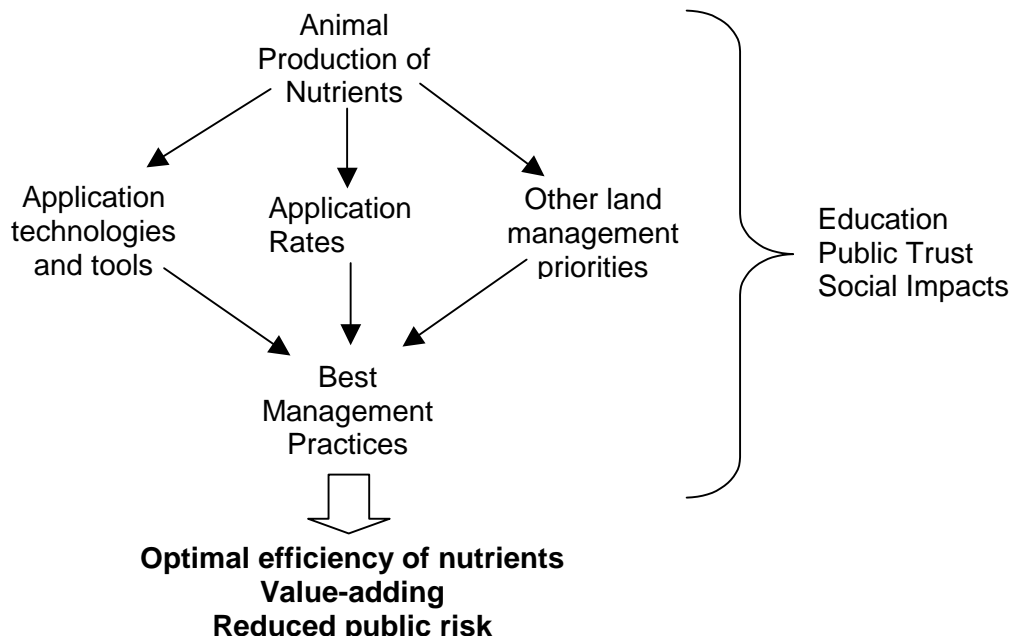 Animal
Production of
Nutrients
Application
technologies
and tools
Application
Rates
Other land
management
priorities
Best
Management
Practices
Education
Public Trust
Social Impacts
Optimal efficiency of nutrients
Value-adding
Reduced public risk